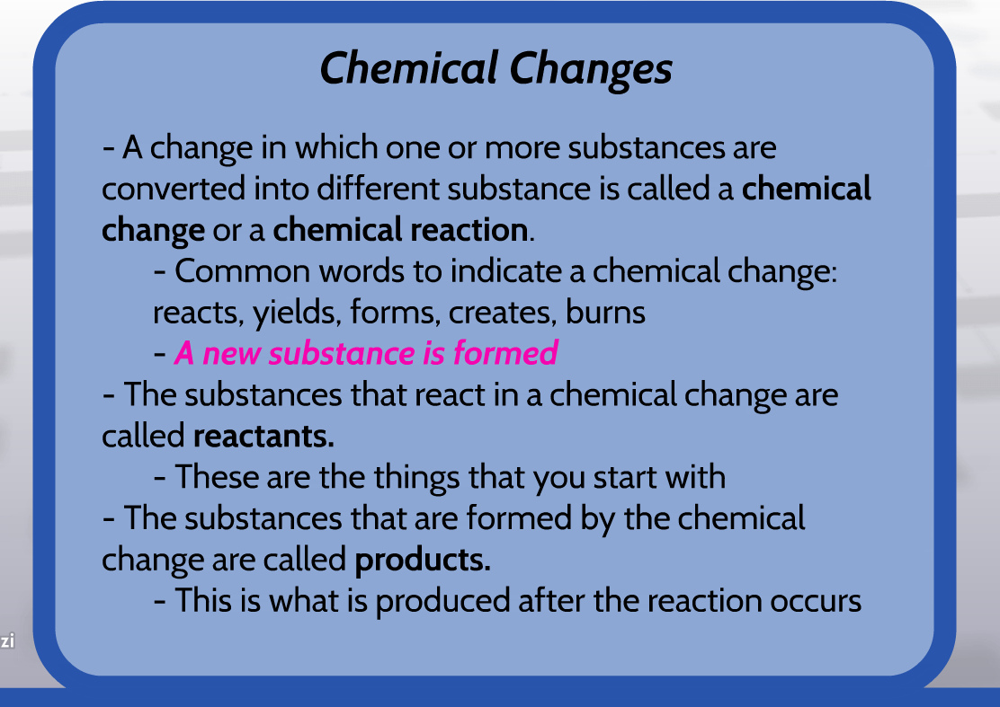 Chemical Changes
- A change in which one or more substances are
converted into different substance is called a chemical
change or a chemical reaction.
- Common words to indicate a chemical change:
reacts, yields, forms, creates, burns
- A new substance is formed
- The substances that react in a chemical change are
called reactants.
- These are the things that you start with
- The substances that are formed by the chemical
change are called products.
- This is what is produced after the reaction occurs
zi